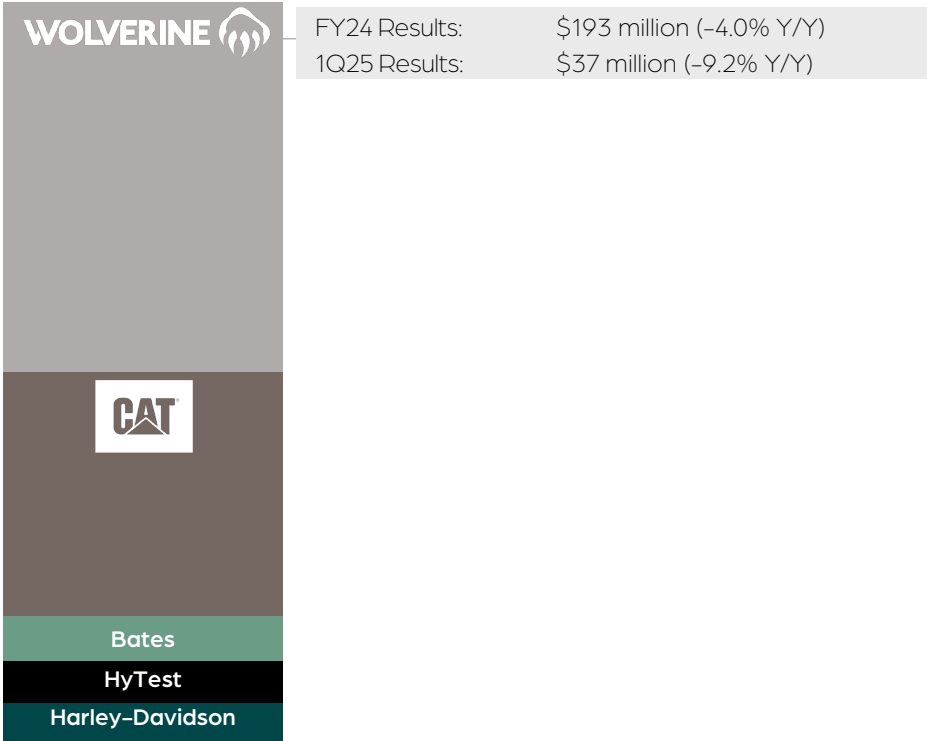 WOLVERINE
FY24 Results: $193 million (-4.0% Y/Y)
1Q25 Results: $37 million (-9.2% Y/Y)
CAT
Bates
HyTest
Harley-Davidson